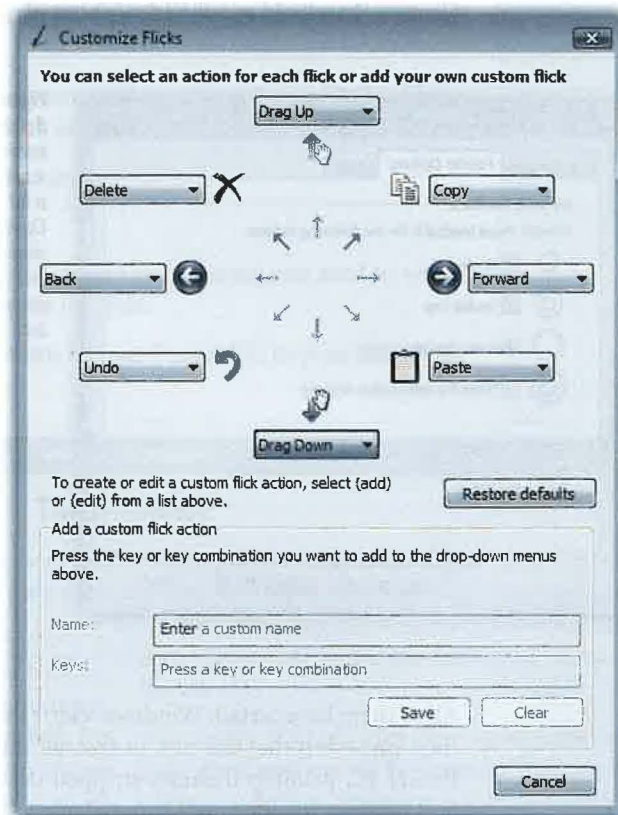 Customize Flicks
You can select an action for each flick or add your own custom flick
Drag Up
Delete
Copy
Back
Forward
Undo
Paste
Drag Down
To create or edit a custom flick action, select (add)
or (edit) from a list above.
Restore defaults
Add a custom flick action
Press the key or key combination you want to add to the drop-down menus
above.
Name:
Enter a custom name
Keys:
Press a key or key combination
Save
Clear
Cancel